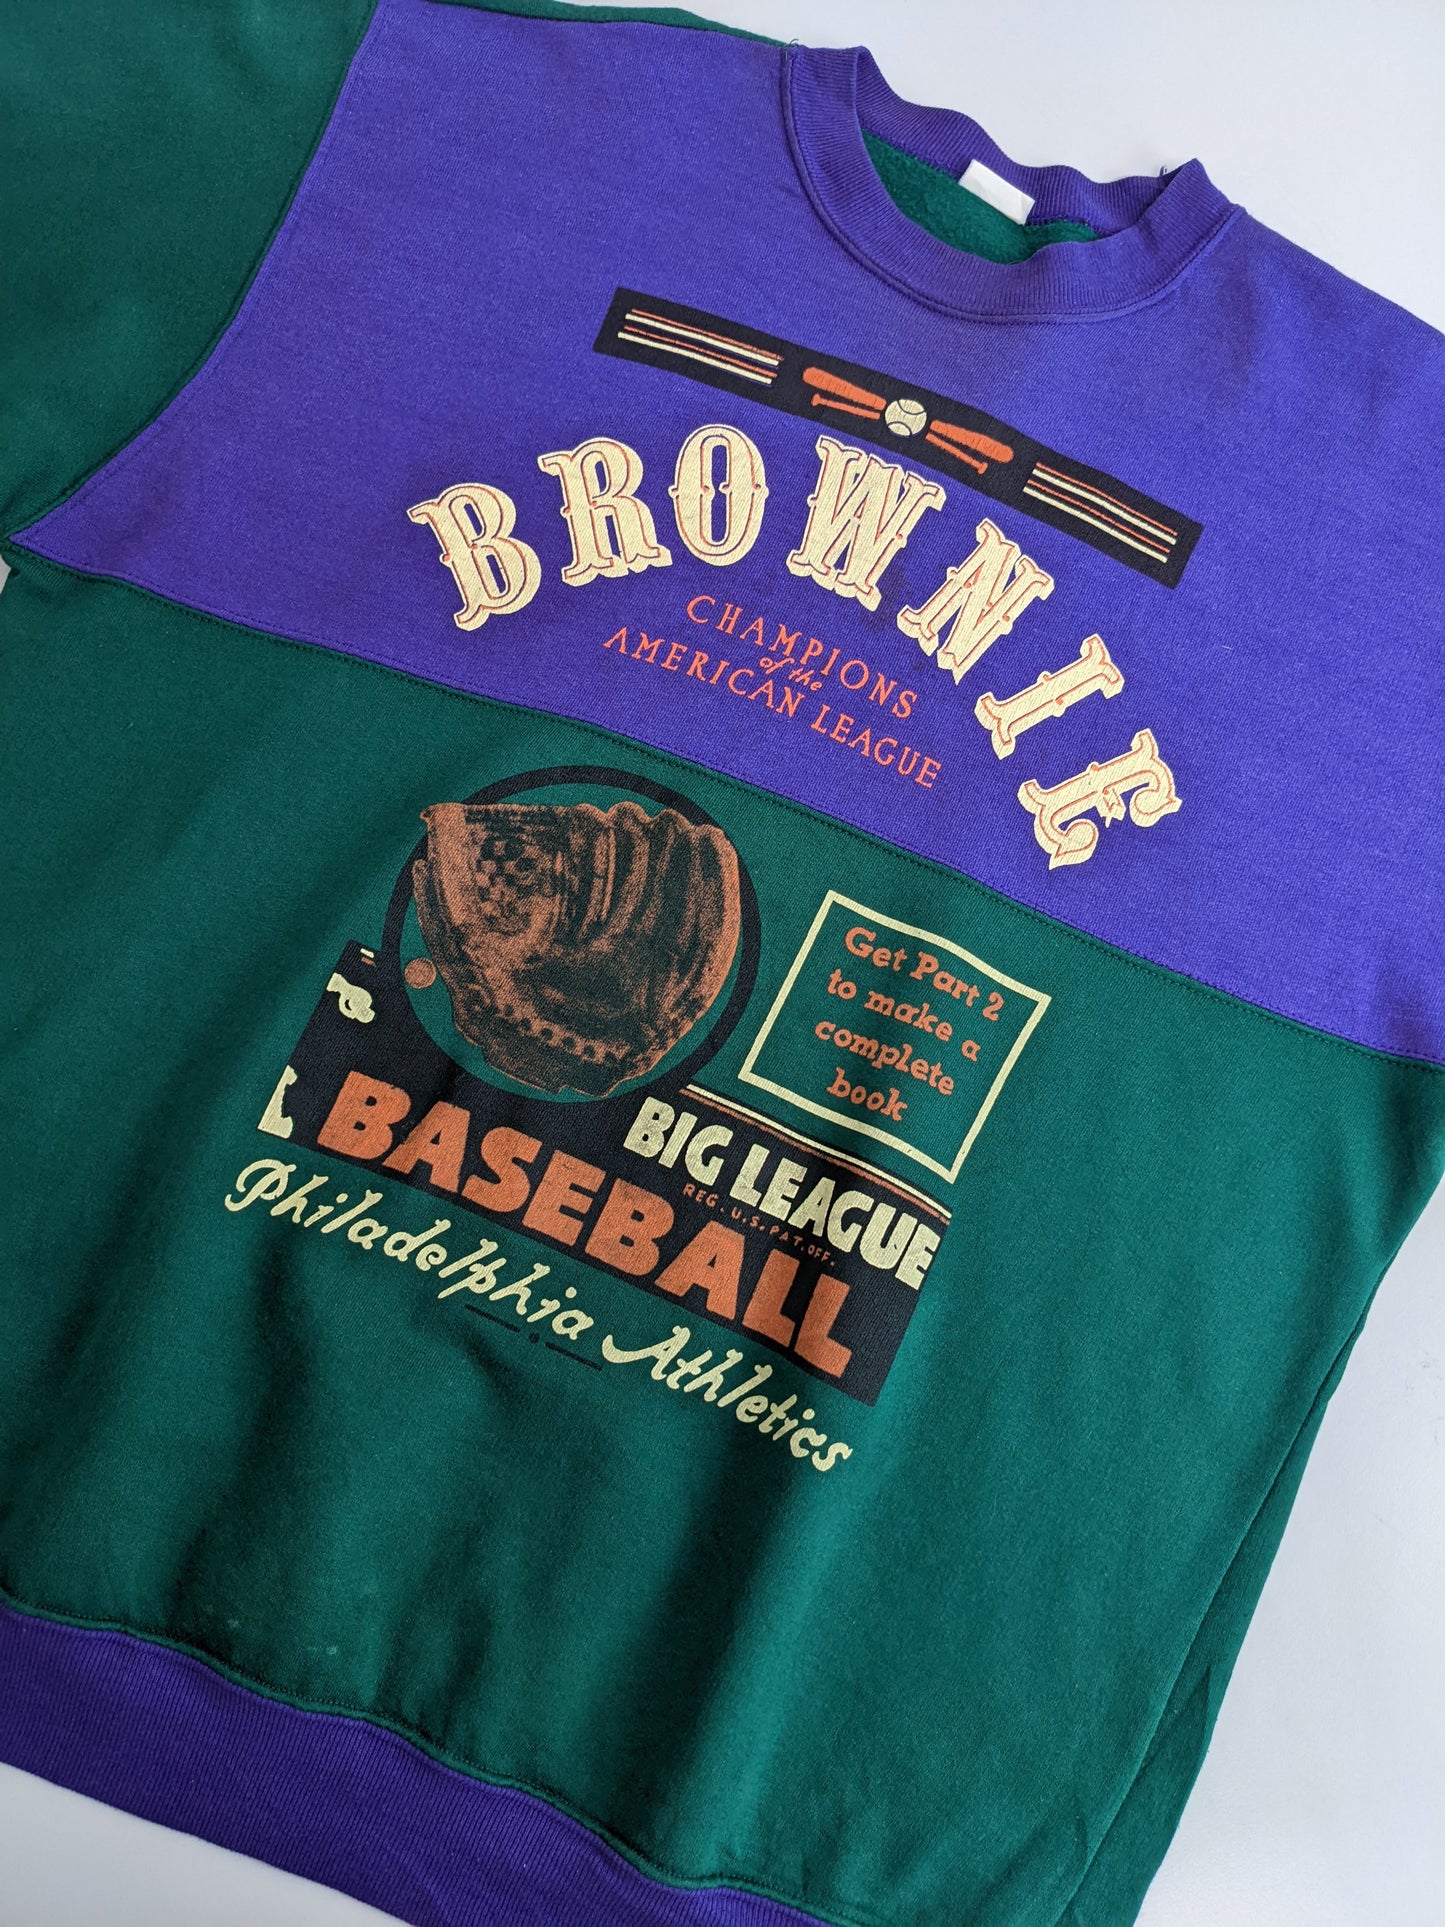 BROWNIE
CHAMPIONS
of the
AMERICAN LEAGUE
Get Part 2
to make a
complete
book
BIG LEAGUE
REG. U.S. PAT. OFF.
BASEBALL
Philadelphia Athletics